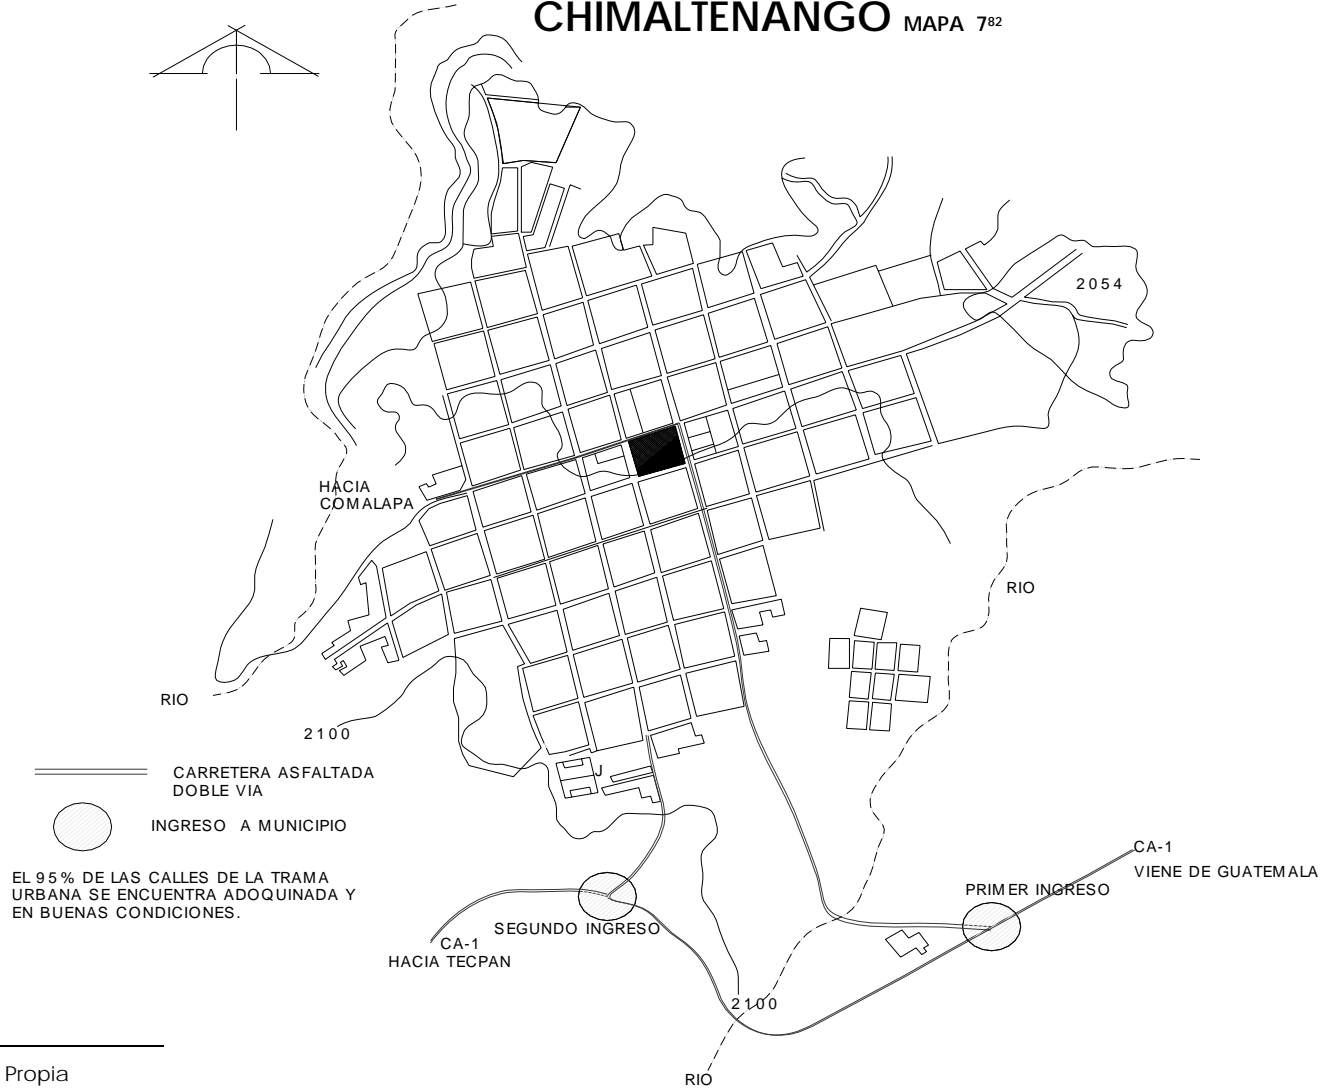 CHIMALTENANGO MAPA 7⁸²
2054
HACIA
COMALAPA
RIO
RIO
2100
CARRETERA ASFALTADA
DOBLE VIA
J
INGRESO A MUNICIPIO
CA-1
VIENE DE GUATEMALA
EL 95% DE LAS CALLES DE LA TRAMA
URBANA SE ENCUENTRA ADOQUINADA Y
EN BUENAS CONDICIONES.
PRIMER INGRESO
SEGUNDO INGRESO
CA-1
HACIA TECPAN
2100
Propia
RIO